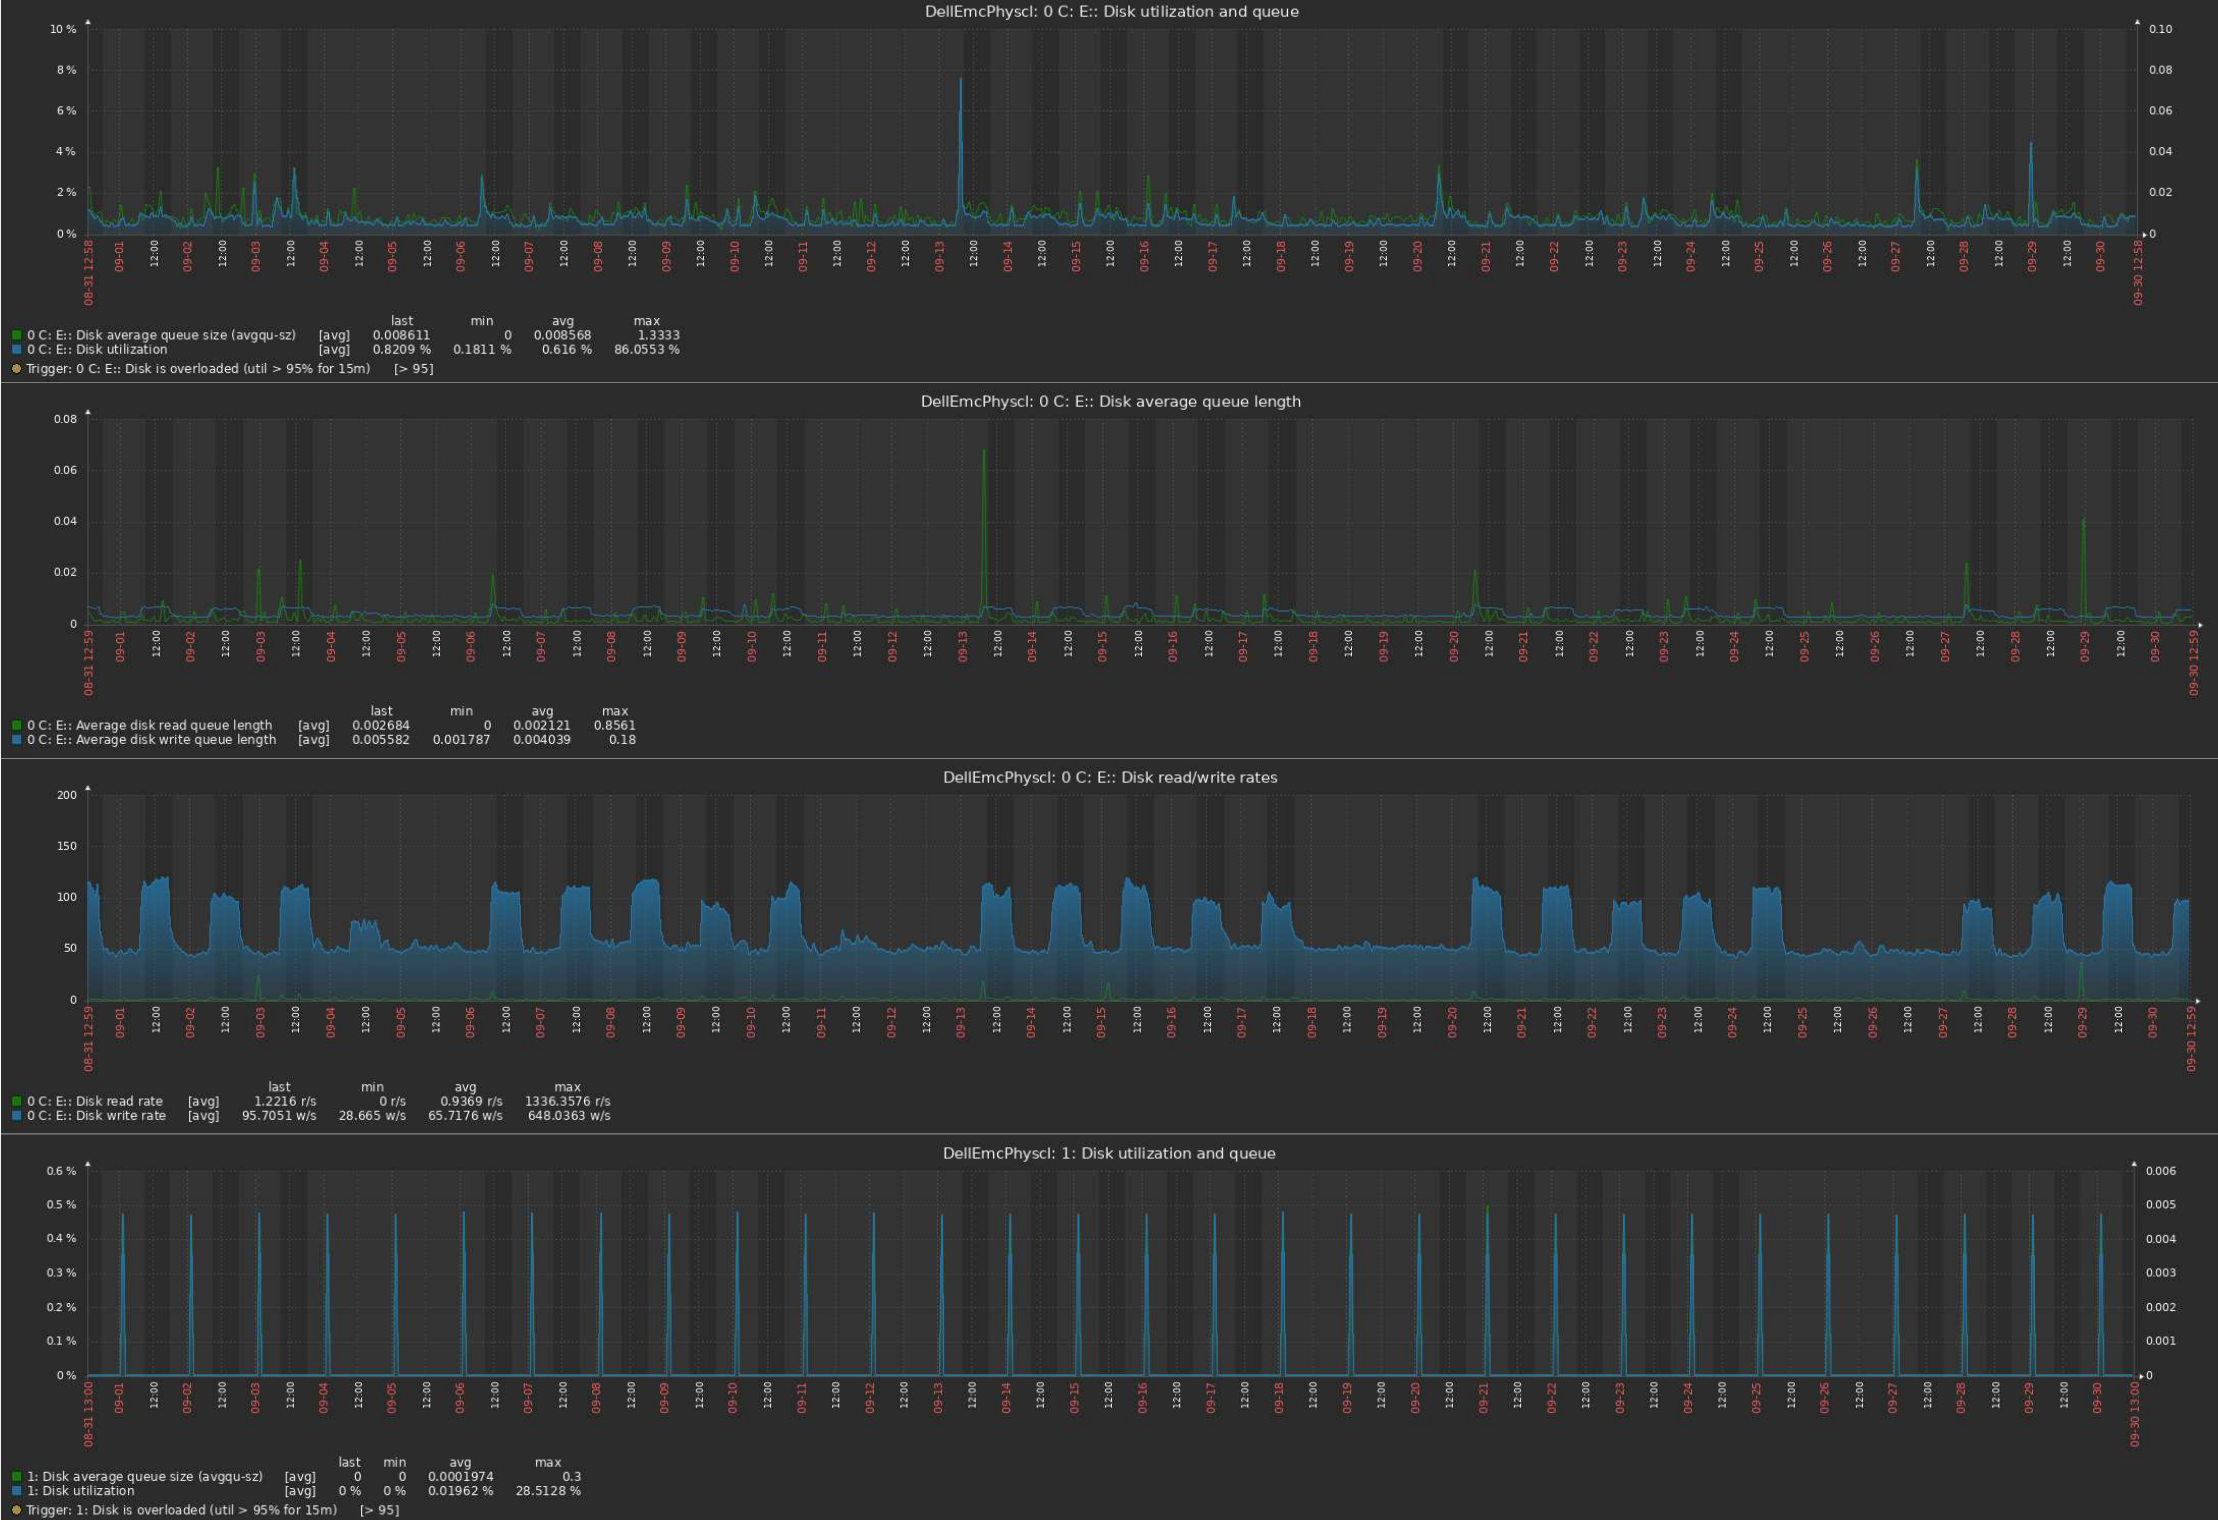 DellEmcPhyscl: 0 C: E:: Disk utilization and queue
10 % 0.10
8 % 0.08
6 % 0.06
4 % 0.04
2 % 0.02
0 % 0
08-31 12:58 09-01 12:00 09-02 12:00 09-03 12:00 09-04 12:00 09-05 12:00 09-06 12:00 09-07 12:00 09-08 12:00 09-09 12:00 09-10 12:00 09-11 12:00 09-12 12:00 09-13 12:00 09-14 12:00 09-15 12:00 09-16 12:00 09-17 12:00 09-18 12:00 09-19 12:00 09-20 12:00 09-21 12:00 09-22 12:00 09-23 12:00 09-24 12:00 09-25 12:00 09-26 12:00 09-27 12:00 09-28 12:00 09-29 12:00 09-30 09-30 12:58
last min avg max
0 C: E:: Disk average queue size (avgqu-sz) [avg] 0.008611 0 0.008568 1.3333
0 C: E:: Disk utilization [avg] 0.8209 % 0.1811 % 0.616 % 86.0553 %
Trigger: 0 C: E:: Disk is overloaded (util > 95% for 15m) [> 95]
DellEmcPhyscl: 0 C: E:: Disk average queue length
0.08
0.06
0.04
0.02
0
08-31 12:59 09-01 12:00 09-02 12:00 09-03 12:00 09-04 12:00 09-05 12:00 09-06 12:00 09-07 12:00 09-08 12:00 09-09 12:00 09-10 12:00 09-11 12:00 09-12 12:00 09-13 12:00 09-14 12:00 09-15 12:00 09-16 12:00 09-17 12:00 09-18 12:00 09-19 12:00 09-20 12:00 09-21 12:00 09-22 12:00 09-23 12:00 09-24 12:00 09-25 12:00 09-26 12:00 09-27 12:00 09-28 12:00 09-29 12:00 09-30 09-30 12:59
last min avg max
0 C: E:: Average disk read queue length [avg] 0.002684 0 0.002121 0.8561
0 C: E:: Average disk write queue length [avg] 0.005582 0.001787 0.004039 0.18
DellEmcPhyscl: 0 C: E:: Disk read/write rates
200
150
100
50
0
08-31 12:59 09-01 12:00 09-02 12:00 09-03 12:00 09-04 12:00 09-05 12:00 09-06 12:00 09-07 12:00 09-08 12:00 09-09 12:00 09-10 12:00 09-11 12:00 09-12 12:00 09-13 12:00 09-14 12:00 09-15 12:00 09-16 12:00 09-17 12:00 09-18 12:00 09-19 12:00 09-20 12:00 09-21 12:00 09-22 12:00 09-23 12:00 09-24 12:00 09-25 12:00 09-26 12:00 09-27 12:00 09-28 12:00 09-29 12:00 09-30 09-30 12:59
last min avg max
0 C: E:: Disk read rate [avg] 1.2216 r/s 0 r/s 0.9369 r/s 1336.3576 r/s
0 C: E:: Disk write rate [avg] 95.7051 w/s 28.665 w/s 65.7176 w/s 648.0363 w/s
DellEmcPhyscl: 1: Disk utilization and queue
0.6 % 0.006
0.5 % 0.005
0.4 % 0.004
0.3 % 0.003
0.2 % 0.002
0.1 % 0.001
0 % 0
08-31 13:00 09-01 12:00 09-02 12:00 09-03 12:00 09-04 12:00 09-05 12:00 09-06 12:00 09-07 12:00 09-08 12:00 09-09 12:00 09-10 12:00 09-11 12:00 09-12 12:00 09-13 12:00 09-14 12:00 09-15 12:00 09-16 12:00 09-17 12:00 09-18 12:00 09-19 12:00 09-20 12:00 09-21 12:00 09-22 12:00 09-23 12:00 09-24 12:00 09-25 12:00 09-26 12:00 09-27 12:00 09-28 12:00 09-29 12:00 09-30 09-30 13:00
last min avg max
1: Disk average queue size (avgqu-sz) [avg] 0 0 0.0001974 0.3
1: Disk utilization [avg] 0 % 0 % 0.01962 % 28.5128 %
Trigger: 1: Disk is overloaded (util > 95% for 15m) [> 95]